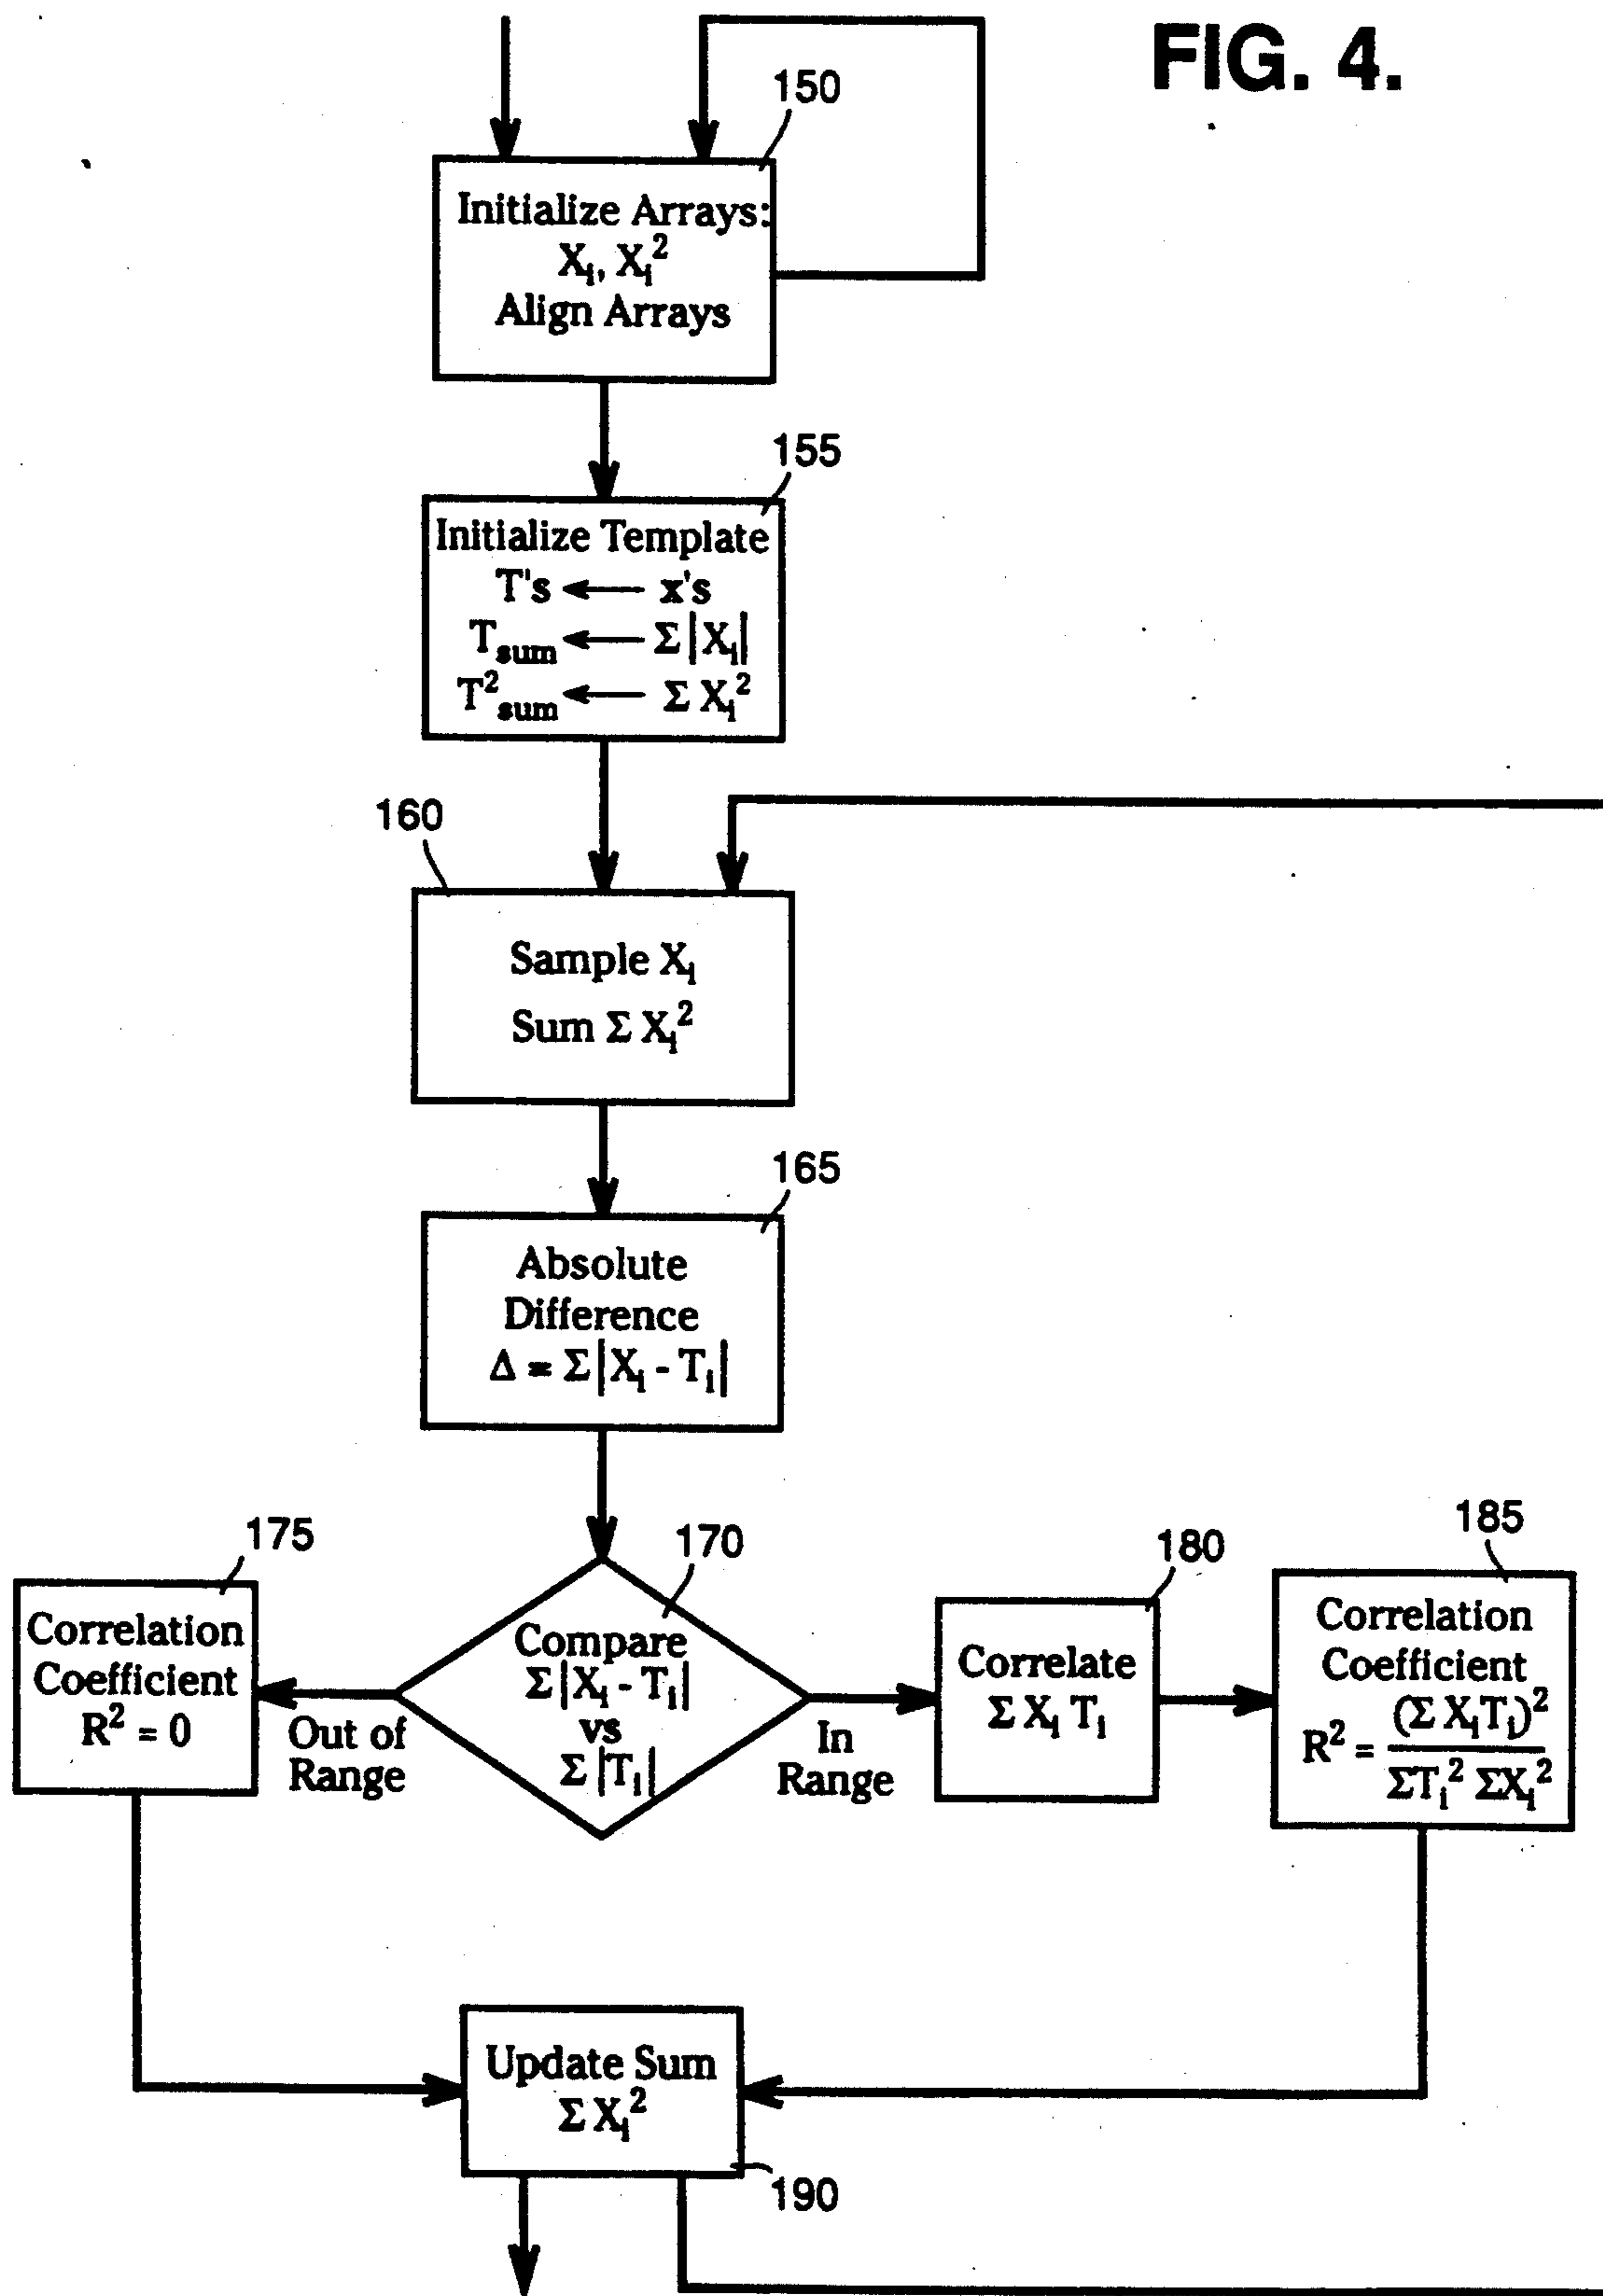 FIG. 4.
150
Initialize Arrays:
Xᵢ, Xᵢ²
Align Arrays
155
Initialize Template
T's ← x's
Tsum ← Σ|Xᵢ|
T²sum ← Σ Xᵢ²
160
Sample Xᵢ
Sum Σ Xᵢ²
165
Absolute
Difference
Δ = Σ|Xᵢ - Tᵢ|
170
Compare
Σ|Xᵢ - Tᵢ|
vs
Σ|Tᵢ|
175
Correlation
Coefficient
R² = 0
Out of
Range
In
Range
180
Correlate
Σ Xᵢ Tᵢ
185
Correlation
Coefficient
R² = (Σ XᵢTᵢ)²
ΣTᵢ² ΣXᵢ²
Update Sum
Σ Xᵢ²
190